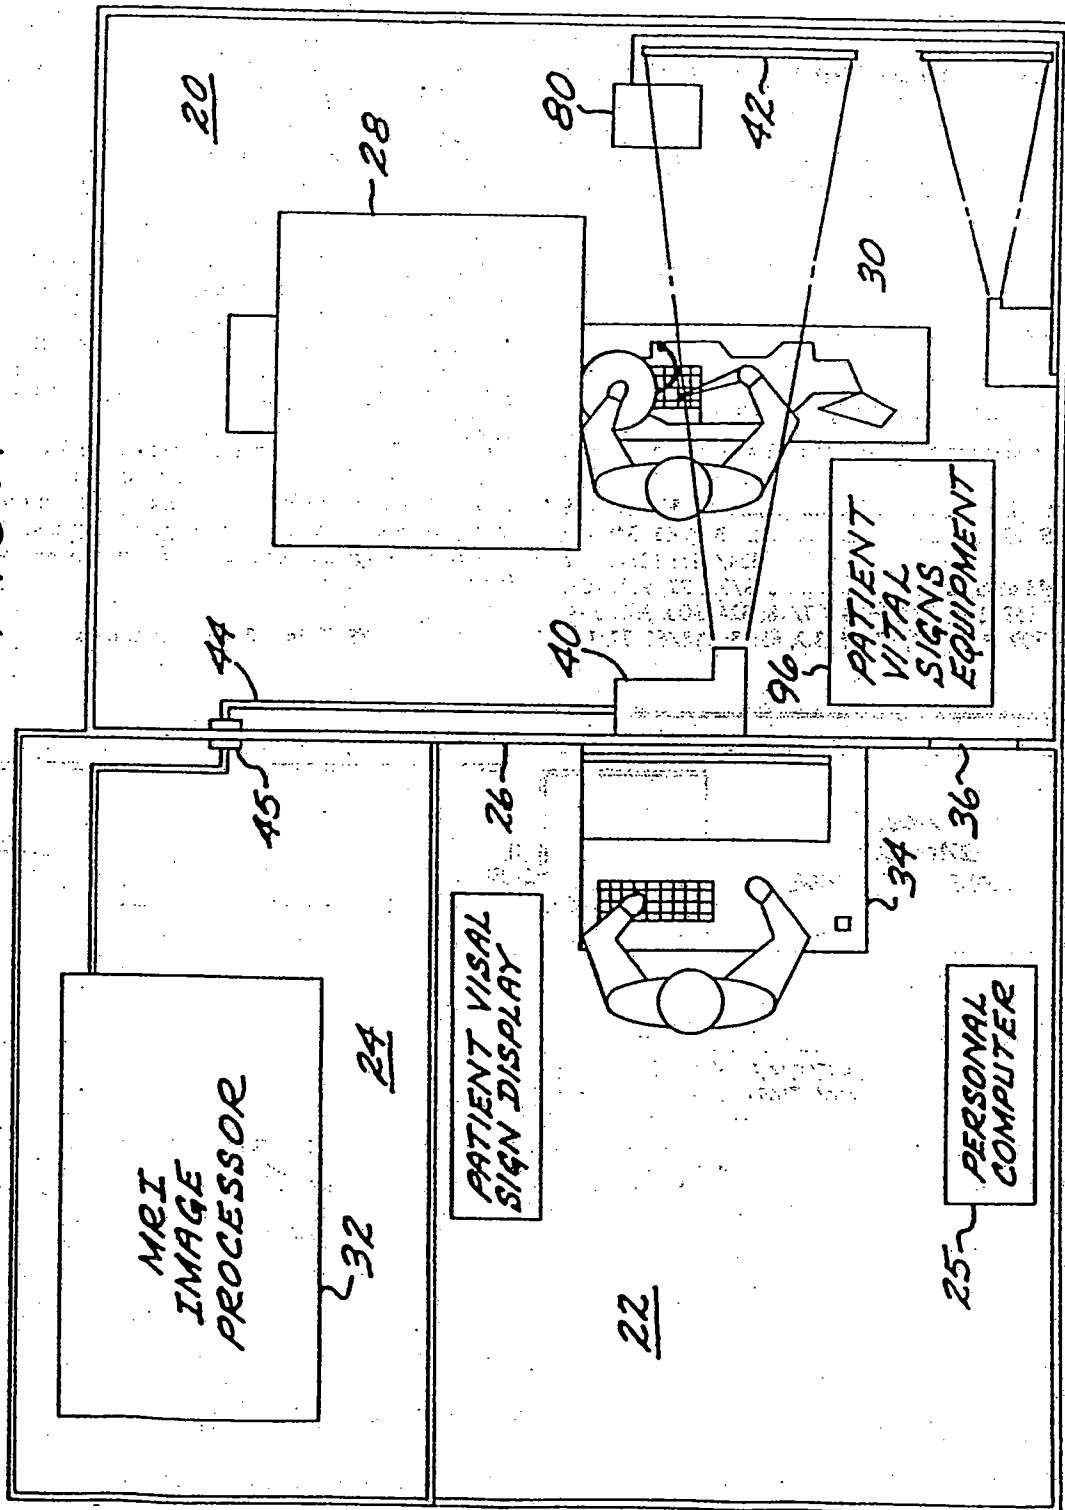 MRI
IMAGE
PROCESSOR
32
20
44
45
28
24
PATIENT VISAL
SIGN DISPLAY
26
80
40
22
42
96
PATIENT
VITAL
SIGNS
EQUIPMENT
30
34
36
25
PERSONAL
COMPUTER